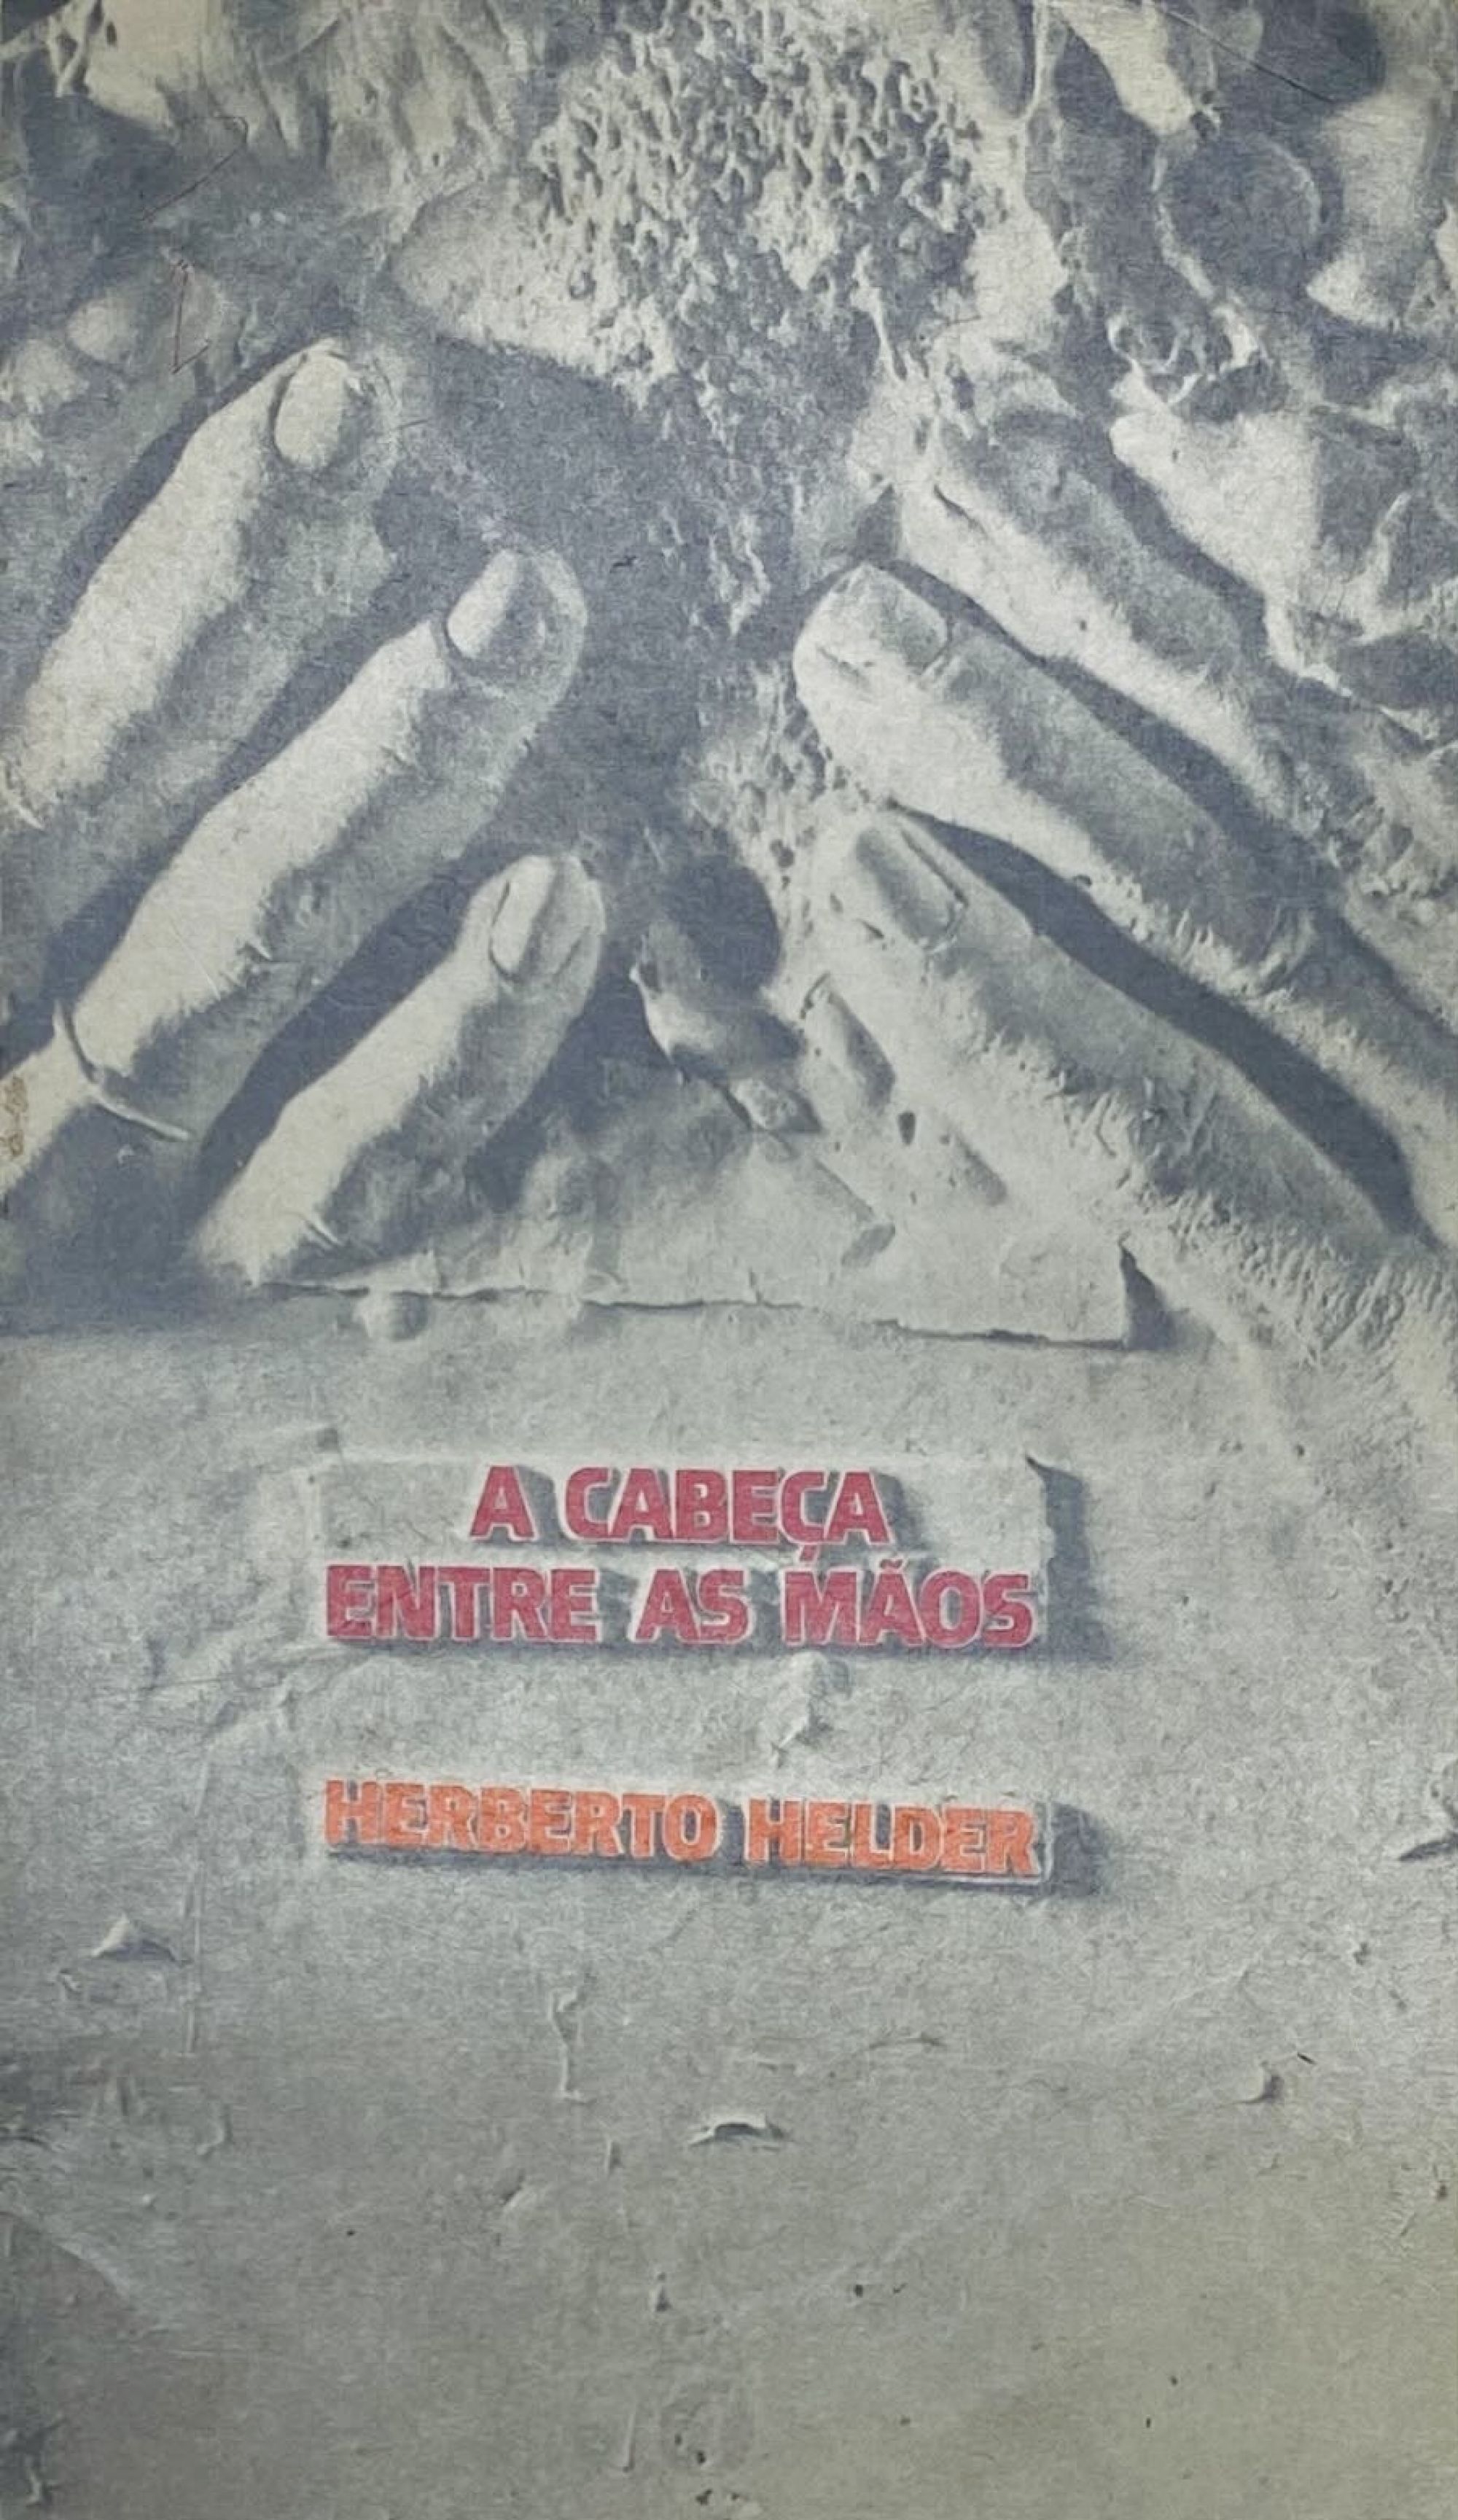 A CABEÇA
ENTRE AS MÃOS
HERBERTO HELDER